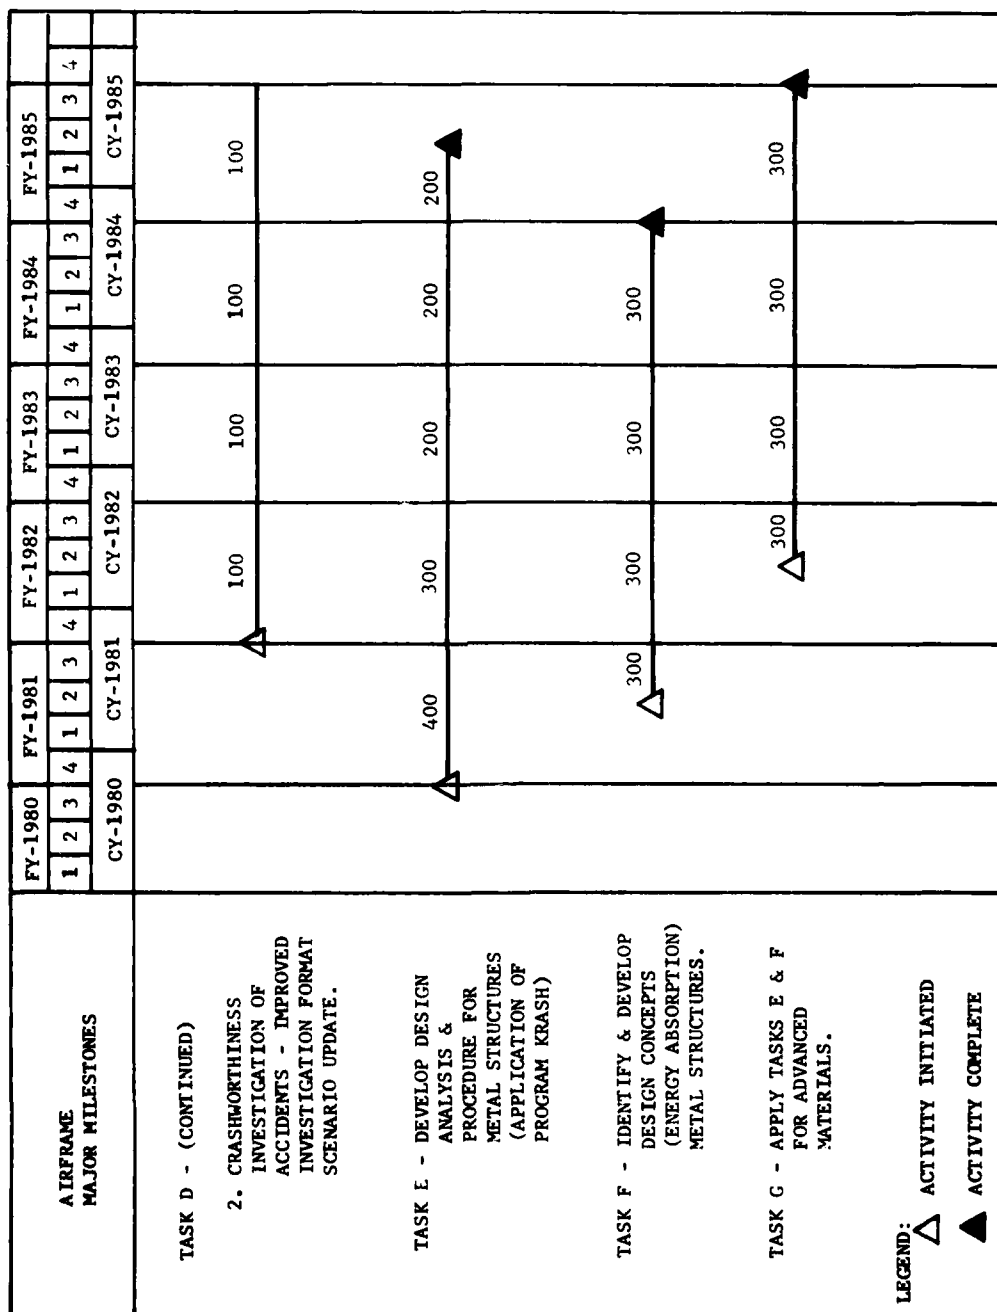 AIRFRAME
MAJOR MILESTONES
FY-1980 FY-1981 FY-1982 FY-1983 FY-1984 FY-1985
1 2 3 4 1 2 3 4 1 2 3 4 1 2 3 4 1 2 3 4 1 2 3 4
CY-1980 CY-1981 CY-1982 CY-1983 CY-1984 CY-1985
TASK D - (CONTINUED)
2. CRASHWORTHINESS
INVESTIGATION OF
ACCIDENTS - IMPROVED
INVESTIGATION FORMAT
SCENARIO UPDATE.
100 100 100 100
TASK E - DEVELOP DESIGN
ANALYSIS &
PROCEDURE FOR
METAL STRUCTURES
(APPLICATION OF
PROGRAM KRASH)
400 300 200 200 200
TASK F - IDENTIFY & DEVELOP
DESIGN CONCEPTS
(ENERGY ABSORPTION)
METAL STRUCTURES.
300 300 300 300
TASK G - APPLY TASKS E & F
FOR ADVANCED
MATERIALS.
300 300 300 300
LEGEND:
ACTIVITY INITIATED
ACTIVITY COMPLETE